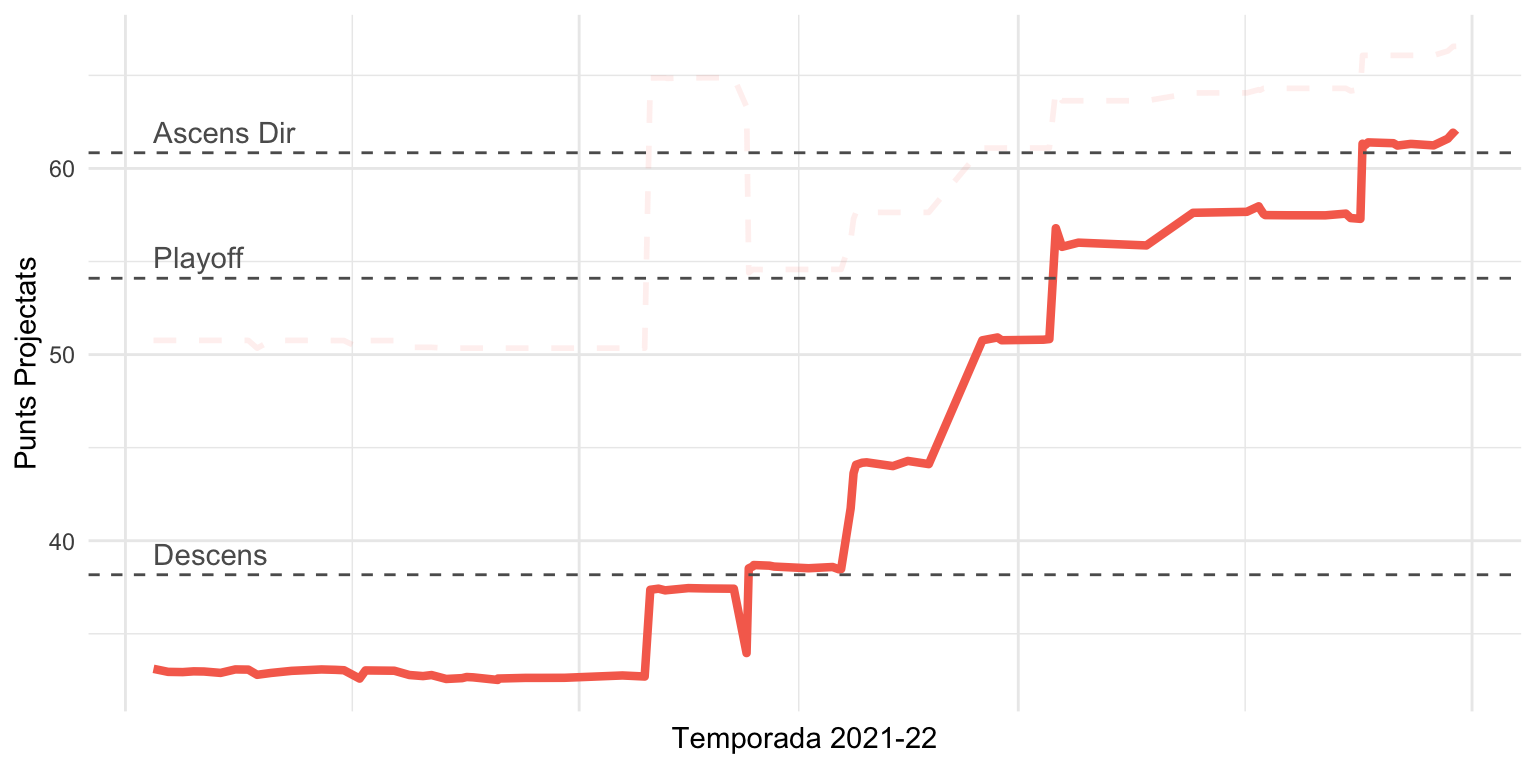 Ascens Dir
60
Playoff
Punts Projectats
50
40
Descens
Temporada 2021-22